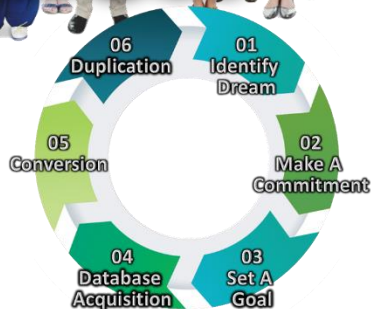 01
Identify
Dream
02
Make A
Commitment
03
Set A
Goal
04
Database
Acquisition
05
Conversion
06
Duplication